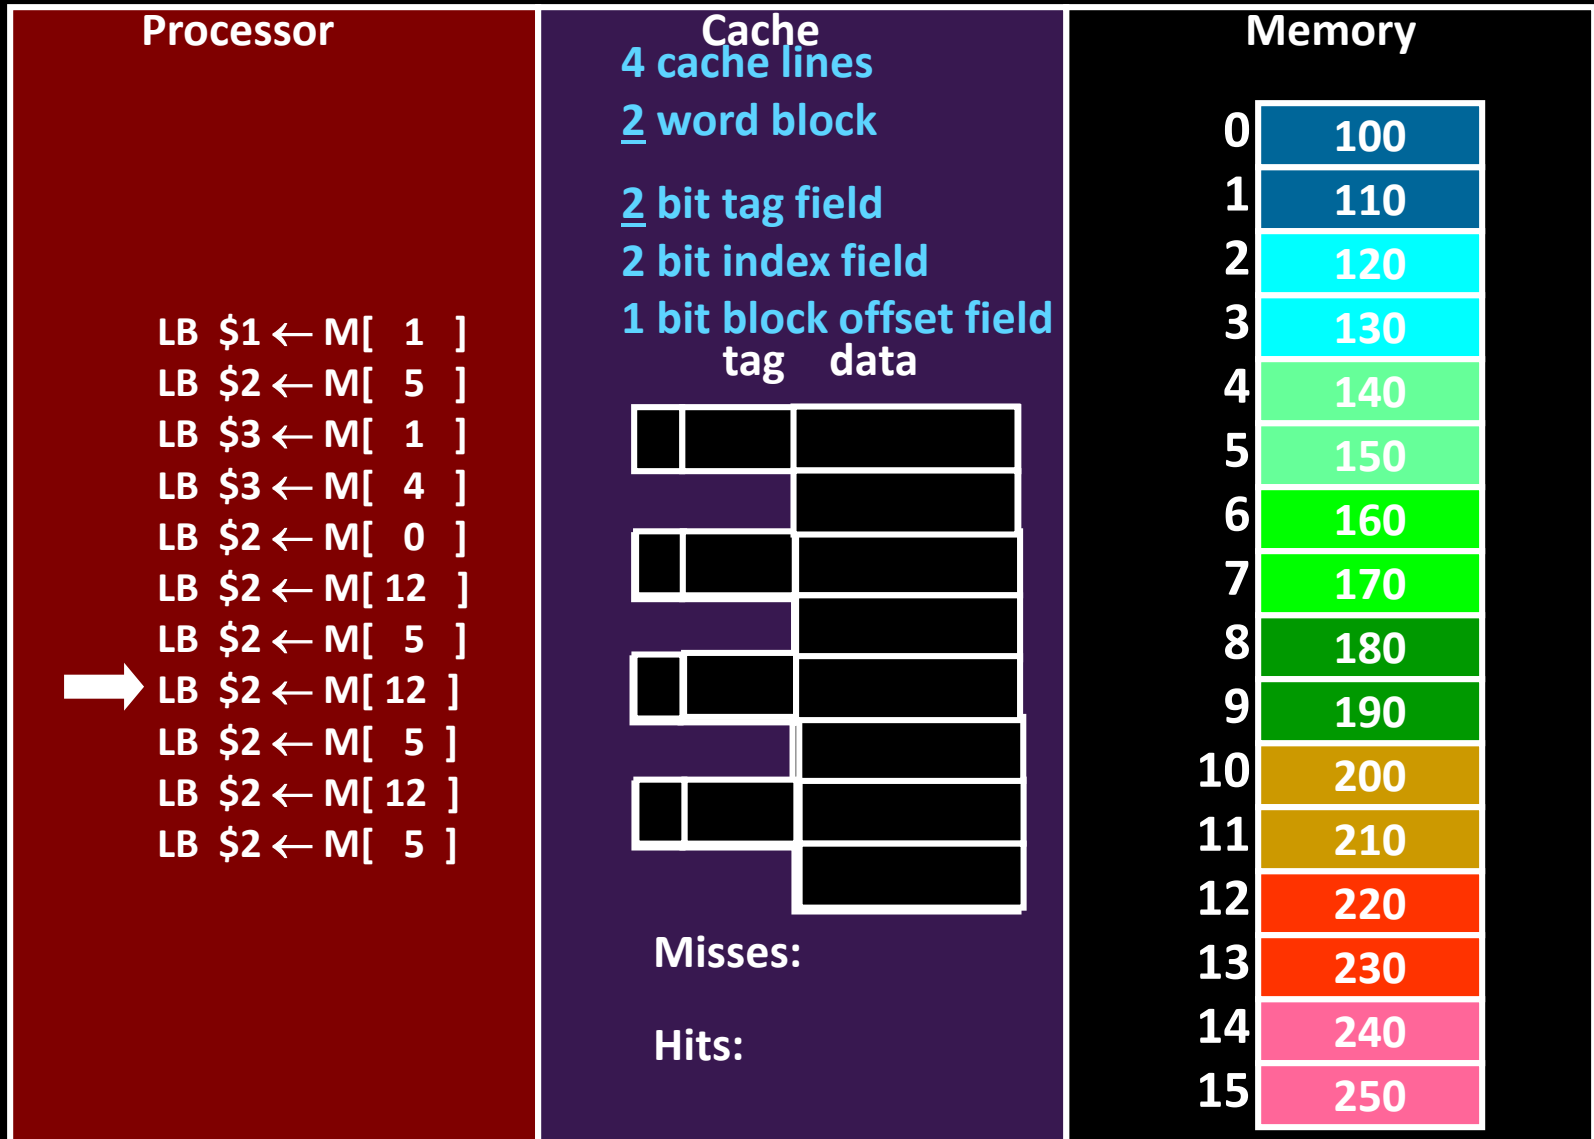 Processor
LB $1 ← M[ 1 ]
LB $2 ← M[ 5 ]
LB $3 ← M[ 1 ]
LB $3 ← M[ 4 ]
LB $2 ← M[ 0 ]
LB $2 ← M[ 12 ]
LB $2 ← M[ 5 ]
LB $2 ← M[ 12 ]
LB $2 ← M[ 5 ]
LB $2 ← M[ 12 ]
LB $2 ← M[ 5 ]
Cache
4 cache lines
2 word block
2 bit tag field
2 bit index field
1 bit block offset field
tag data
Misses:
Hits:
Memory
0 100
1 110
2 120
3 130
4 140
5 150
6 160
7 170
8 180
9 190
10 200
11 210
12 220
13 230
14 240
15 250